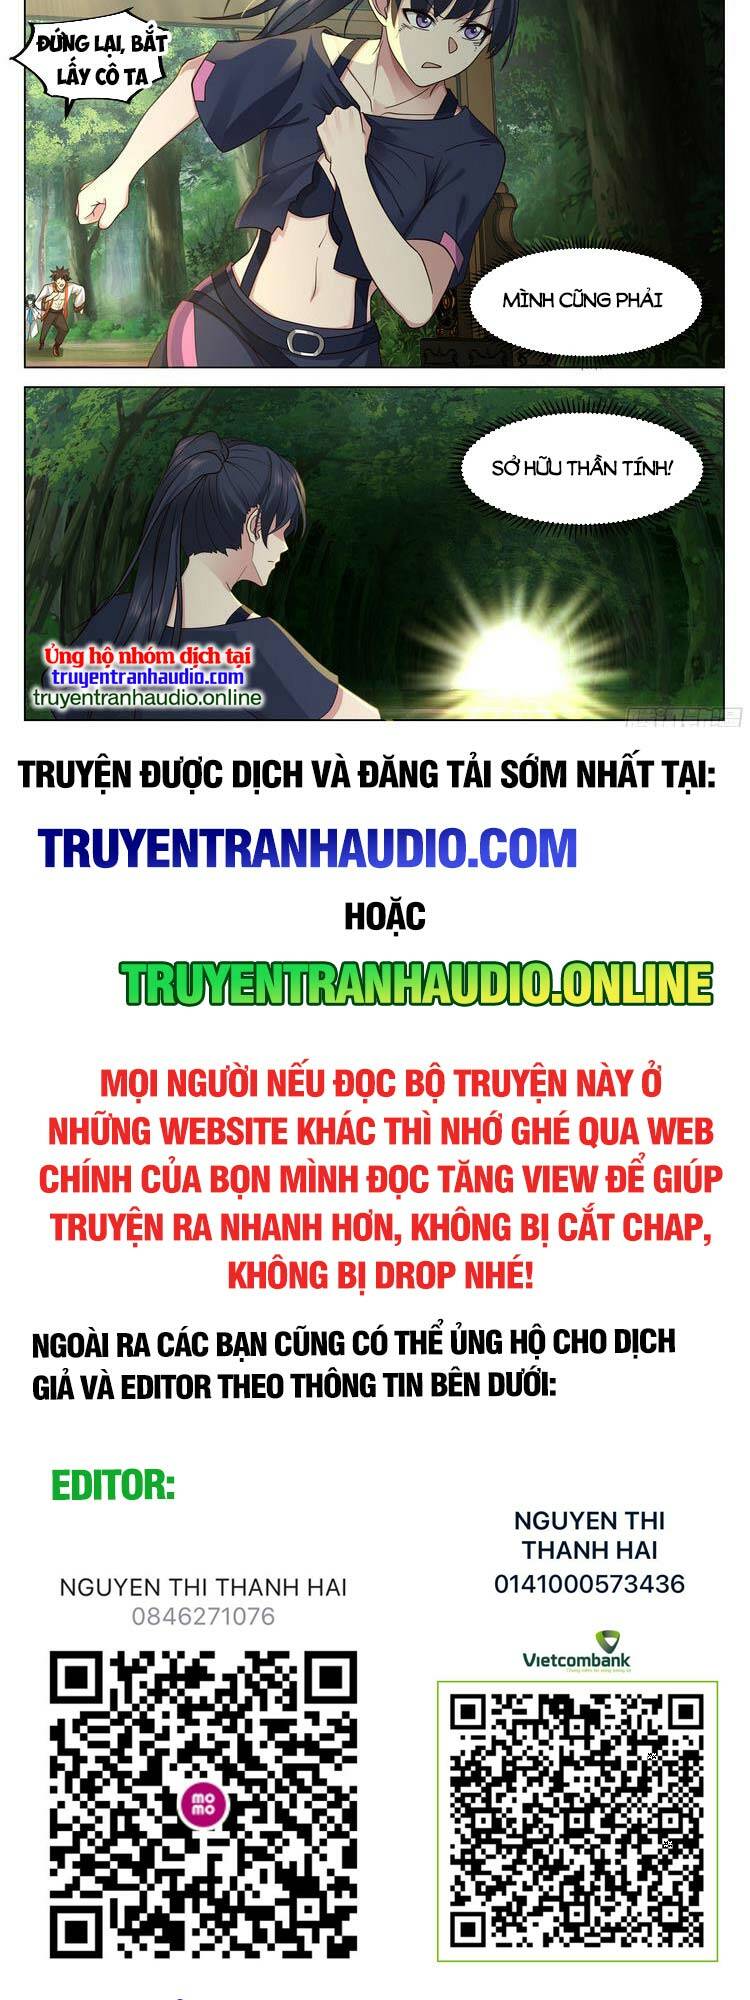 ĐỨNG LẠI, BẮT
LẤY CÔ TA
MÌNH CŨNG PHẢI
SỞ HỮU THẦN TÍNH!
Ủng hộ nhóm dịch tại
truyentranhaudio.com
truyentranhaudio.online
TRUYỆN ĐƯỢC DỊCH VÀ ĐĂNG TẢI SỚM NHẤT TẠI:
TRUYENTRANHAUDIO.COM
HOẶC
TRUYENTRANHAUDIO.ONLINE
MỌI NGƯỜI NẾU ĐỌC BỘ TRUYỆN NÀY Ở
NHỮNG WEBSITE KHÁC THÌ NHỚ GHÉ QUA WEB
CHÍNH CỦA BỌN MÌNH ĐỌC TĂNG VIEW ĐỂ GIÚP
TRUYỆN RA NHANH HƠN, KHÔNG BỊ CẮT CHAP,
KHÔNG BỊ DROP NHÉ!
NGOÀI RA CÁC BẠN CŨNG CÓ THỂ ỦNG HỘ CHO DỊCH
GIẢ VÀ EDITOR THEO THÔNG TIN BÊN DƯỚI:
EDITOR:
NGUYEN THI THANH HAI
0846271076
mo
mo
NGUYEN THI
THANH HAI
0141000573436
Vietcombank